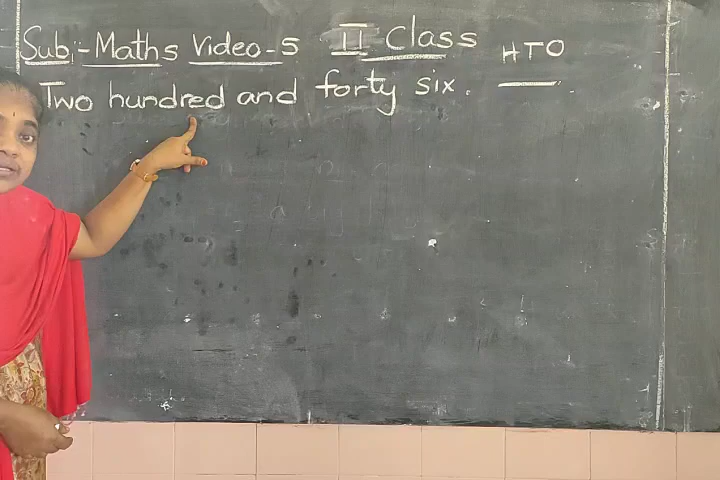 Sub:- Maths Video-5 II Class HTO
Two hundred and forty six.